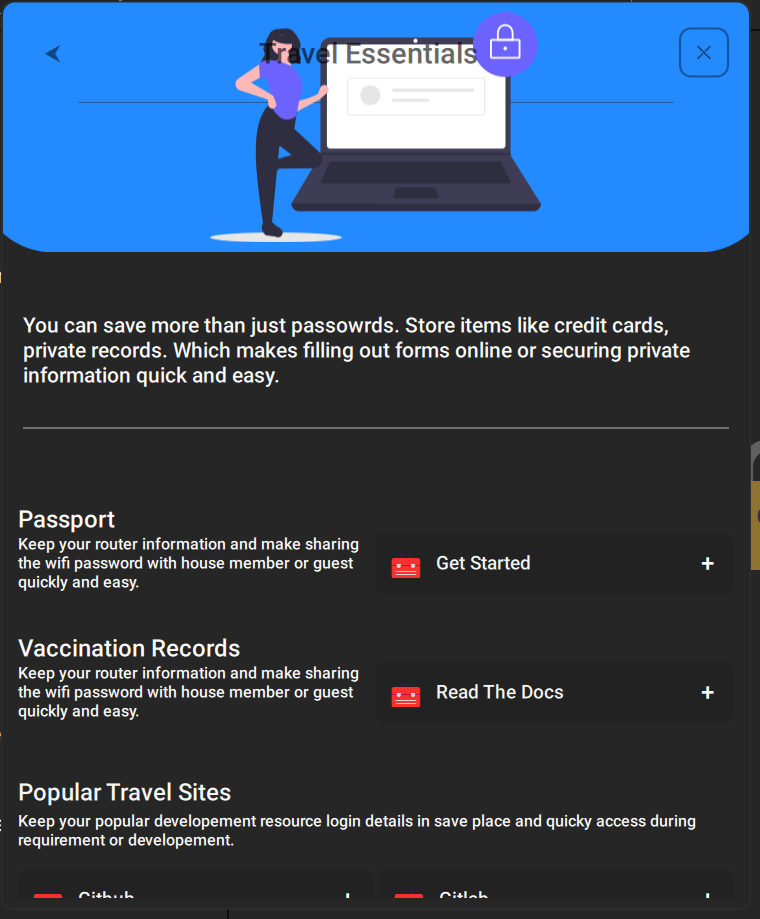 Travel Essentials
You can save more than just passowrds. Store items like credit cards,
private records. Which makes filling out forms online or securing private
information quick and easy.
Passport
Keep your router information and make sharing
the wifi password with house member or guest
quickly and easy.
Get Started
+
Vaccination Records
Keep your router information and make sharing
the wifi password with house member or guest
quickly and easy.
Read The Docs
+
Popular Travel Sites
Keep your popular developement resource login details in save place and quicky access during
requirement or developement.
Github
+
Gitlab
+